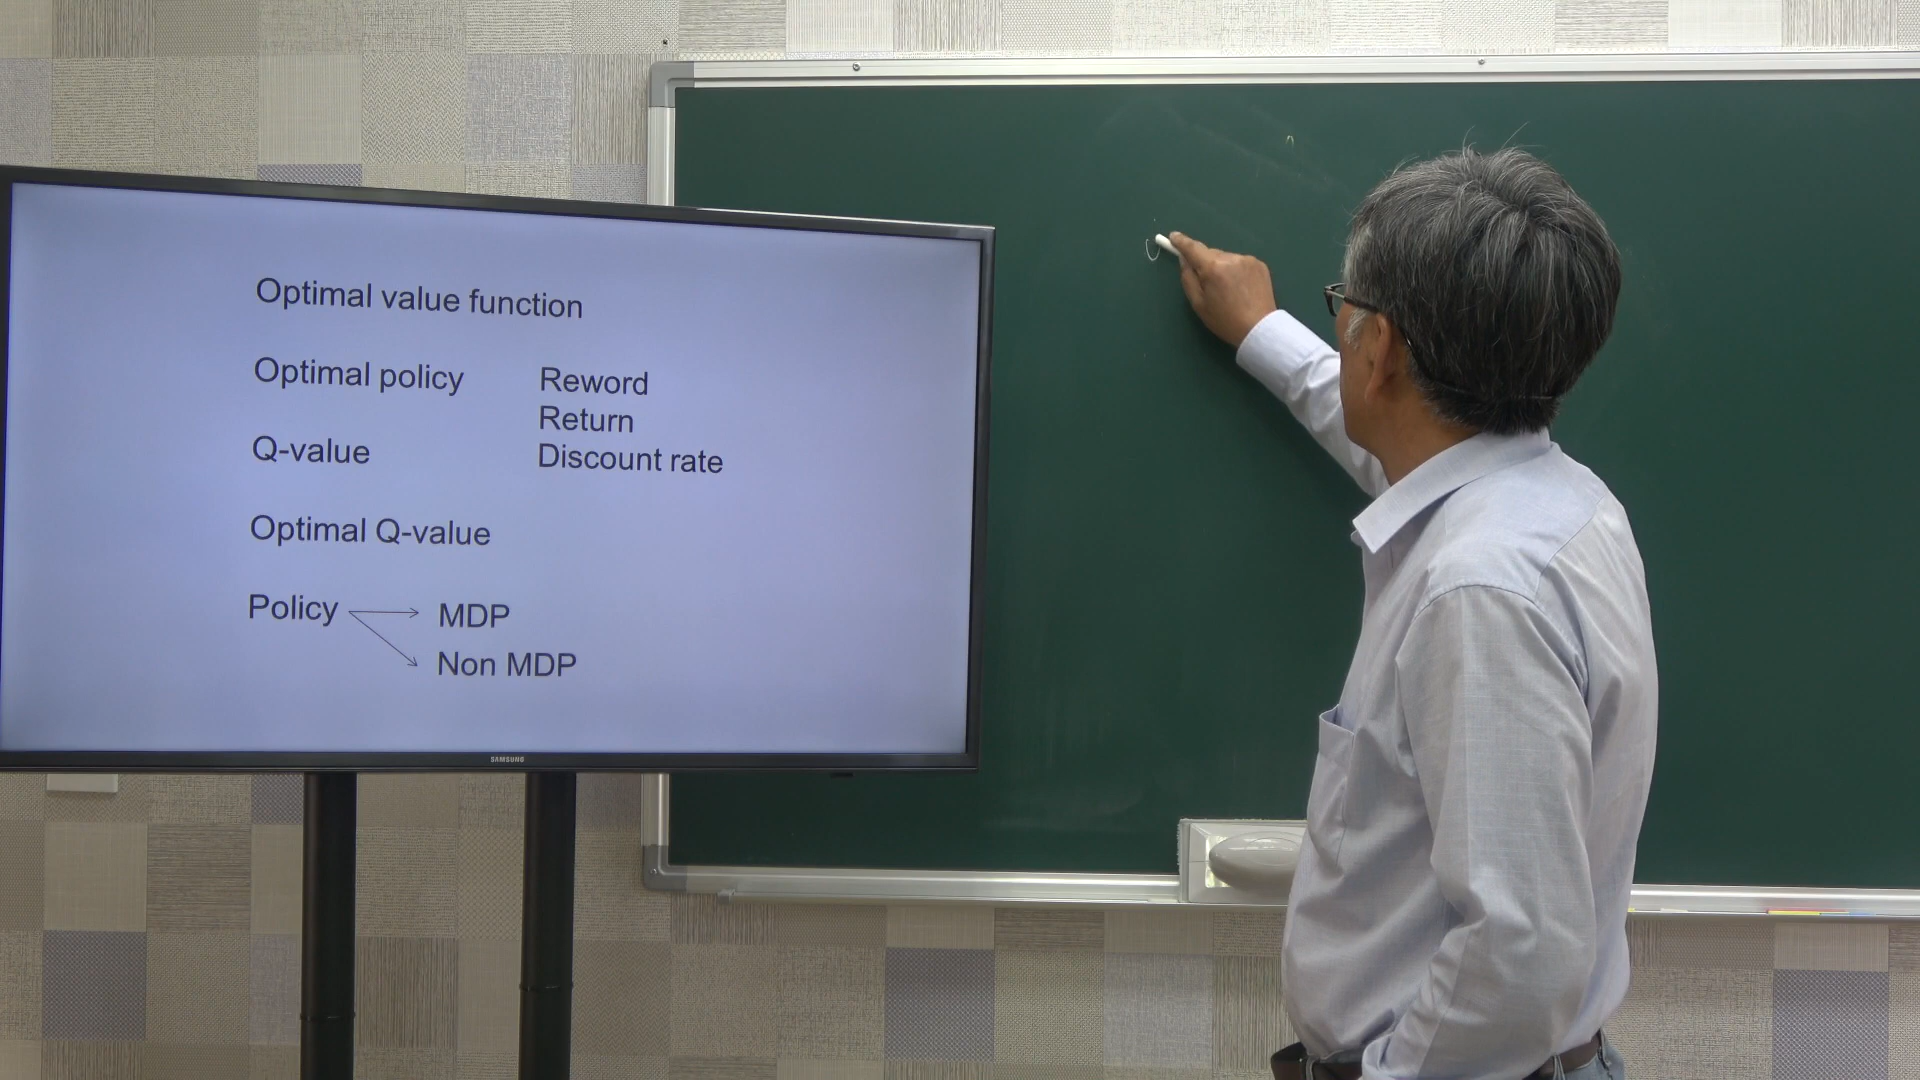 Optimal value function
Optimal policy
Reword
Return
Q-value
Discount rate
Optimal Q-value
Policy
MDP
Non MDP
SAMSUNG